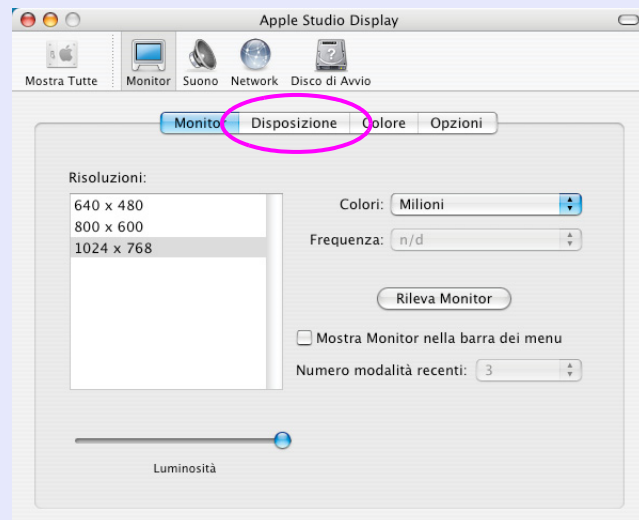 Apple Studio Display
Mostra Tutte Monitor Suono Network Disco di Avvio
Monitor Disposizione Colore Opzioni
Risoluzioni:
640 x 480
800 x 600
1024 x 768
Colori: Milioni
Frequenza: n/d
Rileva Monitor
Mostra Monitor nella barra dei menu
Numero modalità recenti: 3
Luminosità